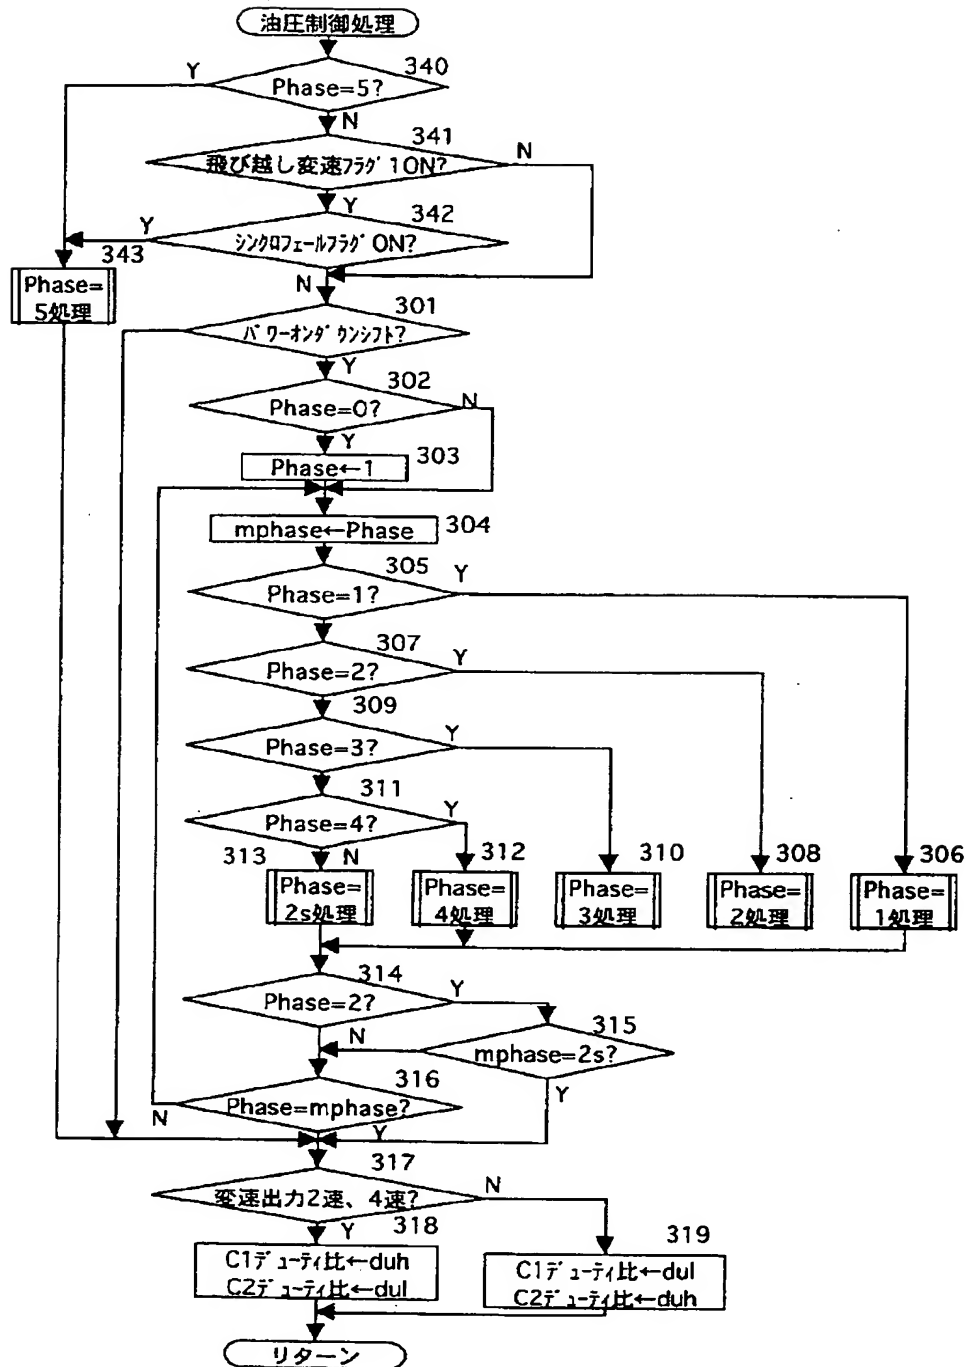 油圧制御処理
340
Y
Phase=5?
N
341
飛び越し変速ﾌﾗｸﾞ1ON?
N
Y
342
Y
ｼﾝｸﾛﾌｪｰﾙﾌﾗｸﾞON?
343
N
Phase=
5処理
301
ﾊﾟﾜｰｵﾝﾀﾞｳﾝｼﾌﾄ?
Y
302
Phase=0?
N
Y
303
Phase←1
mphase←Phase
304
305
Phase=1?
Y
307
Phase=2?
Y
309
Phase=3?
Y
311
Phase=4?
Y
313
N
312
310
308
306
Phase=
2s処理
Phase=
4処理
Phase=
3処理
Phase=
2処理
Phase=
1処理
314
Phase=2?
Y
N
315
mphase=2s?
Y
316
Phase=mphase?
N
Y
317
変速出力2速、4速?
N
Y
318
319
C1ﾃﾞｭｰﾃｨ比←duh
C2ﾃﾞｭｰﾃｨ比←dul
C1ﾃﾞｭｰﾃｨ比←dul
C2ﾃﾞｭｰﾃｨ比←duh
リターン